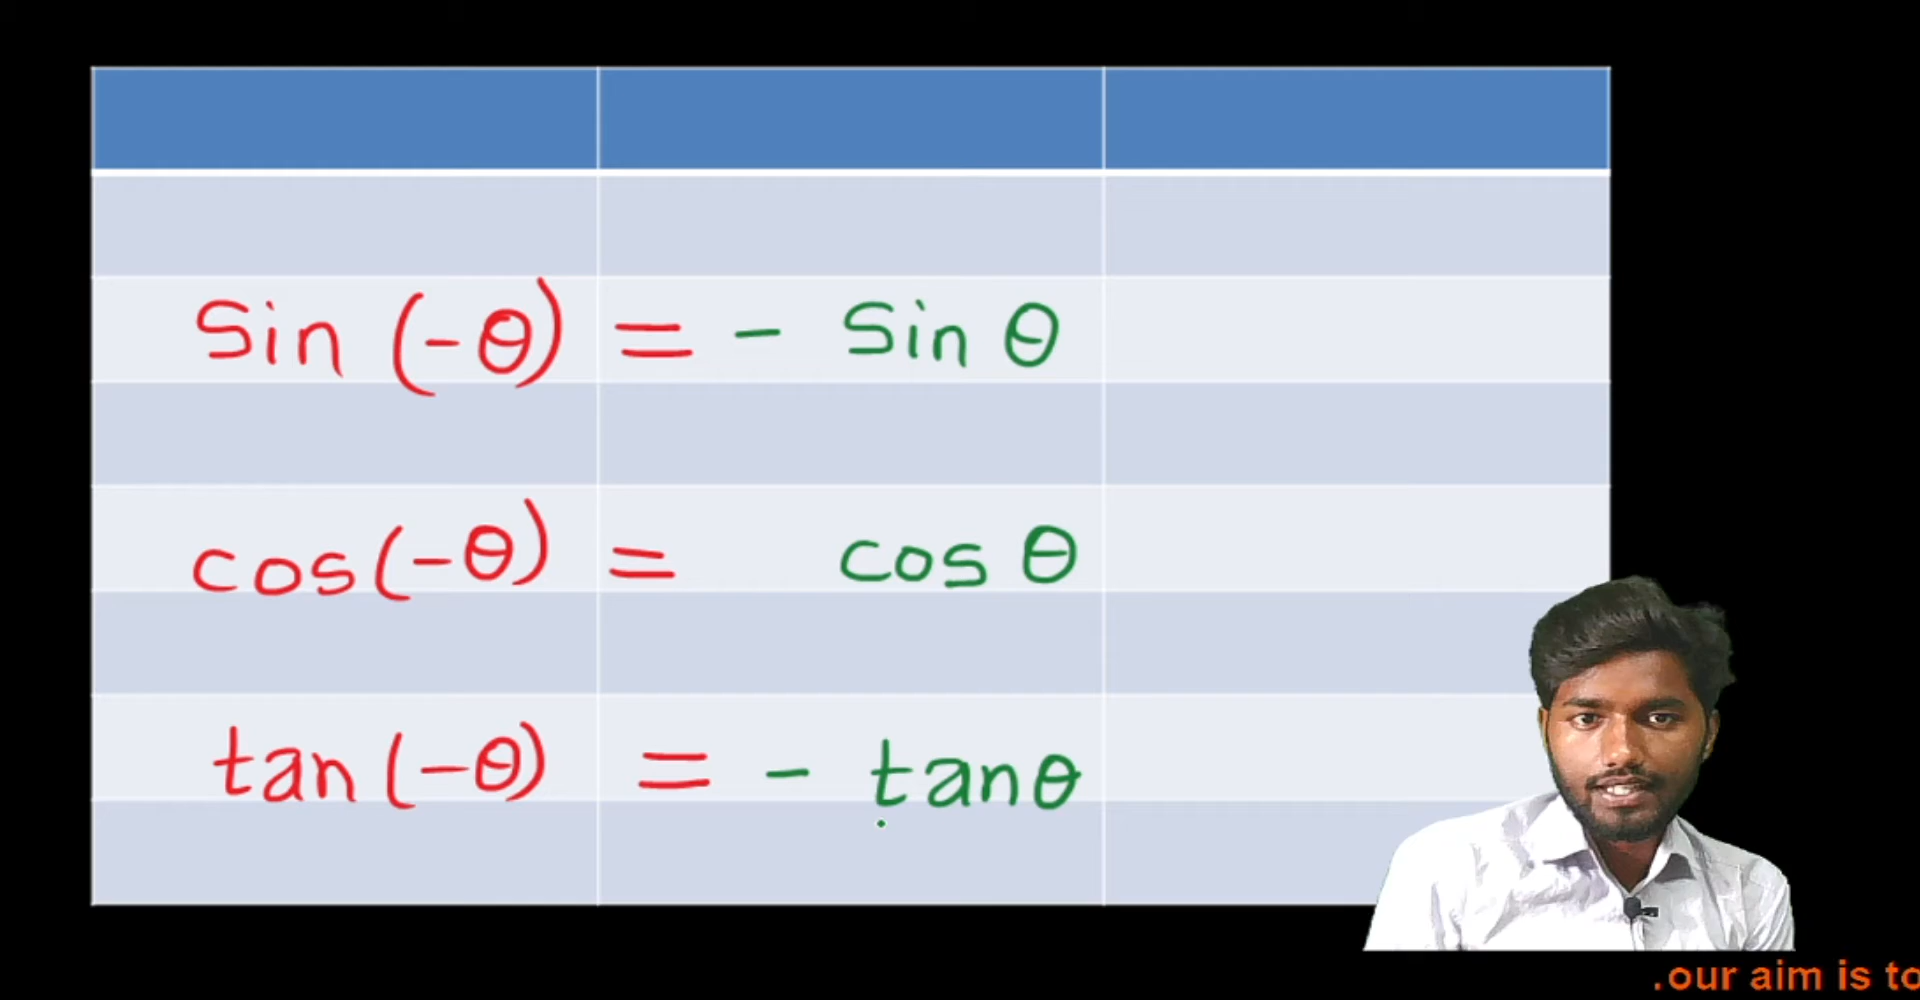 Sin (-θ) = - Sin θ
cos(-θ) = cos θ
tan (-θ) = - tanθ
.our aim is to